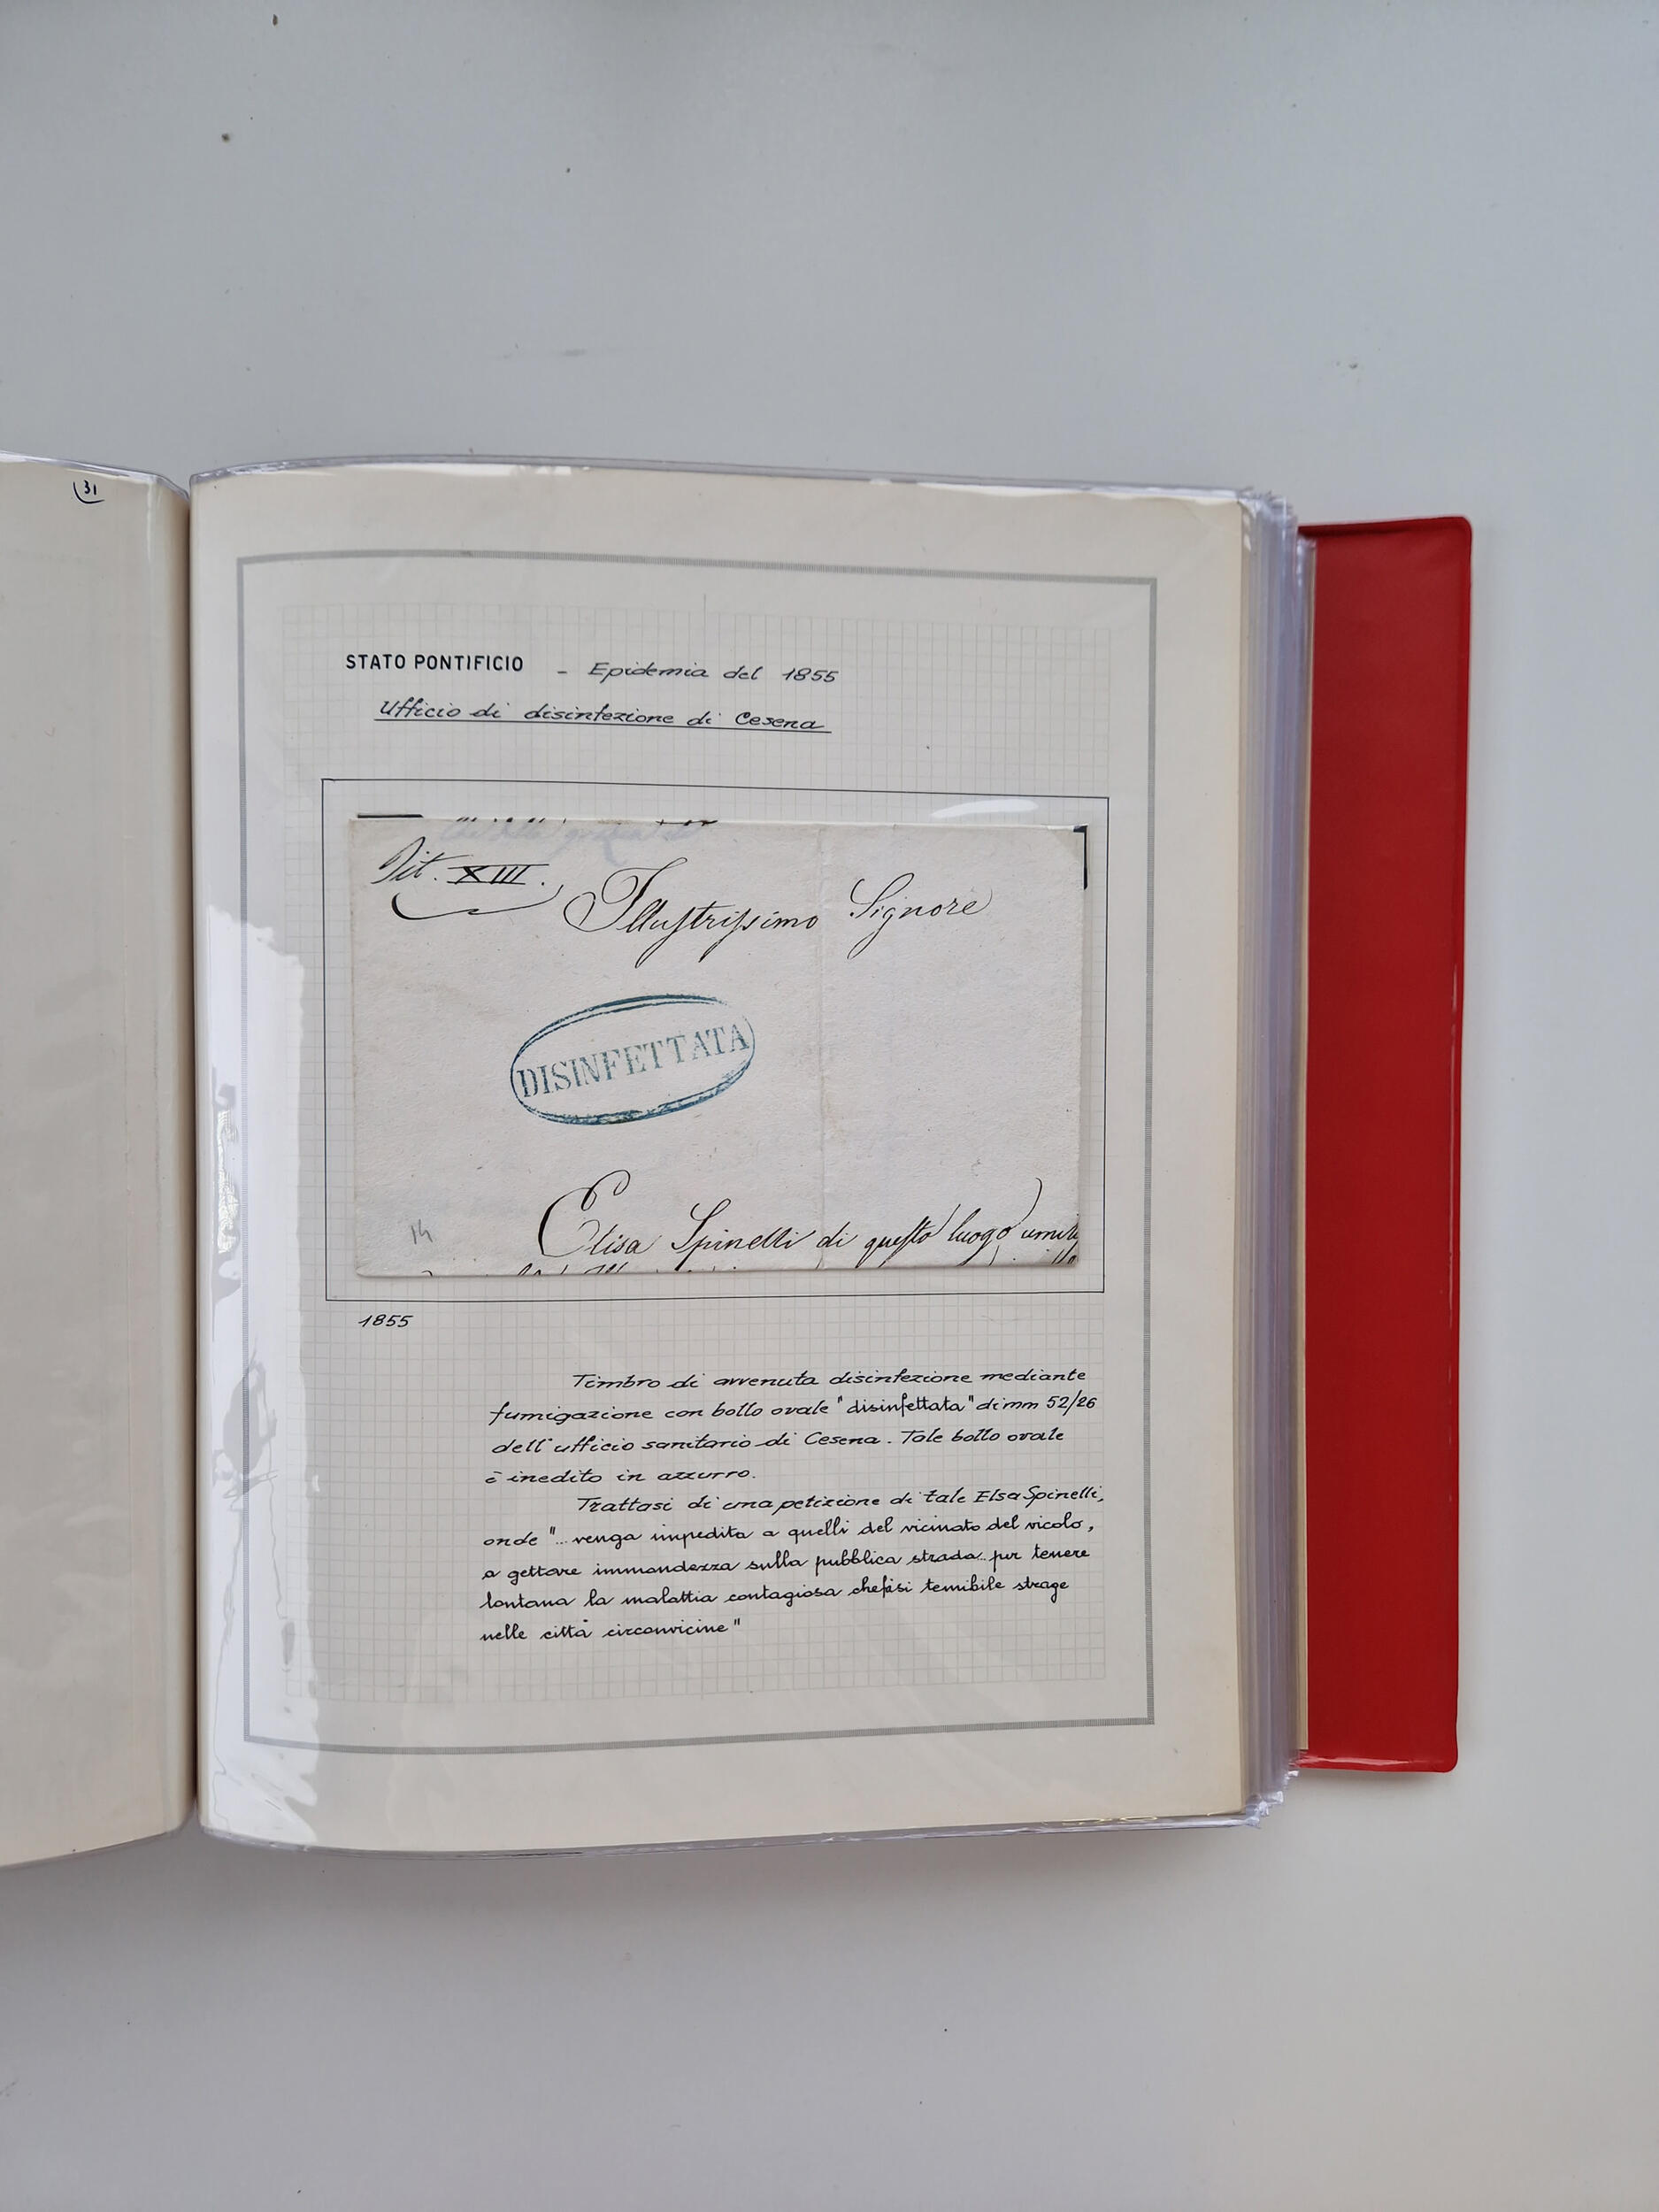 31
STATO PONTIFICIO - Epidemia del 1855
Ufficio di disinfezione di Cesena
Tit. XIII.
Illustrissimo Signore
DISINFETTATA
14
Elisa Spinelli di questo luogo
1855
Timbro di avvenuta disinfezione mediante
fumigazione con bollo ovale "disinfettata" di mm 52/26
dell'ufficio sanitario di Cesena. Tale bollo ovale
è inedito in azzurro.
Trattasi di una petizione di tale Elsa Spinelli,
onde "... venga impedita a quelli del vicinato del vicolo,
a gettare immondezza sulla pubblica strada.. per tenere
lontana la malattia contagiosa che fasi temibile strage
nelle città circonvicine"